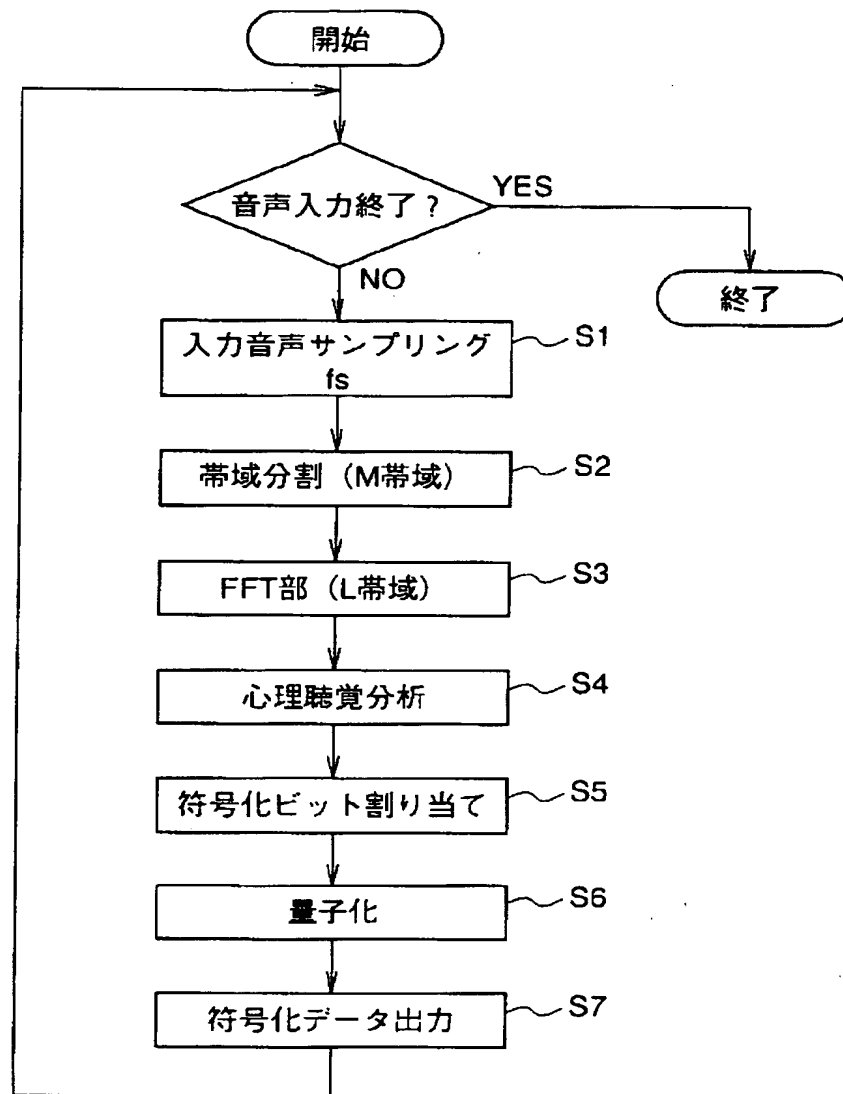 開始
音声入力終了？
YES
NO
終了
入力音声サンプリング
fs
S1
帯域分割（M帯域）
S2
FFT部（L帯域）
S3
心理聴覚分析
S4
符号化ビット割り当て
S5
量子化
S6
符号化データ出力
S7